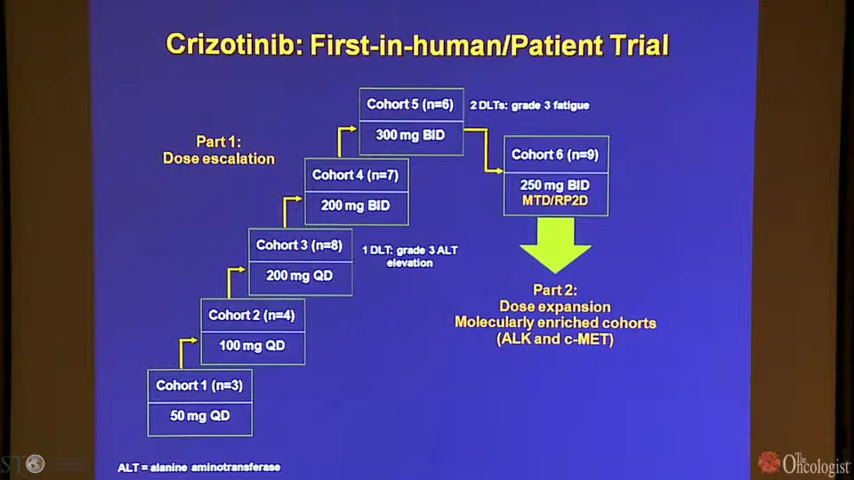 Crizotinib: First-in-human/Patient Trial
Cohort 5 (n=6)
300 mg BID
2 DLTs: grade 3 fatigue
Part 1:
Dose escalation
Cohort 6 (n=9)
250 mg BID
MTD/RP2D
Cohort 4 (n=7)
200 mg BID
Cohort 3 (n=8)
200 mg QD
1 DLT: grade 3 ALT
elevation
Part 2:
Dose expansion
Molecularly enriched cohorts
(ALK and c-MET)
Cohort 2 (n=4)
100 mg QD
Cohort 1 (n=3)
50 mg QD
ALT = alanine aminotransferase
The
Oncologist